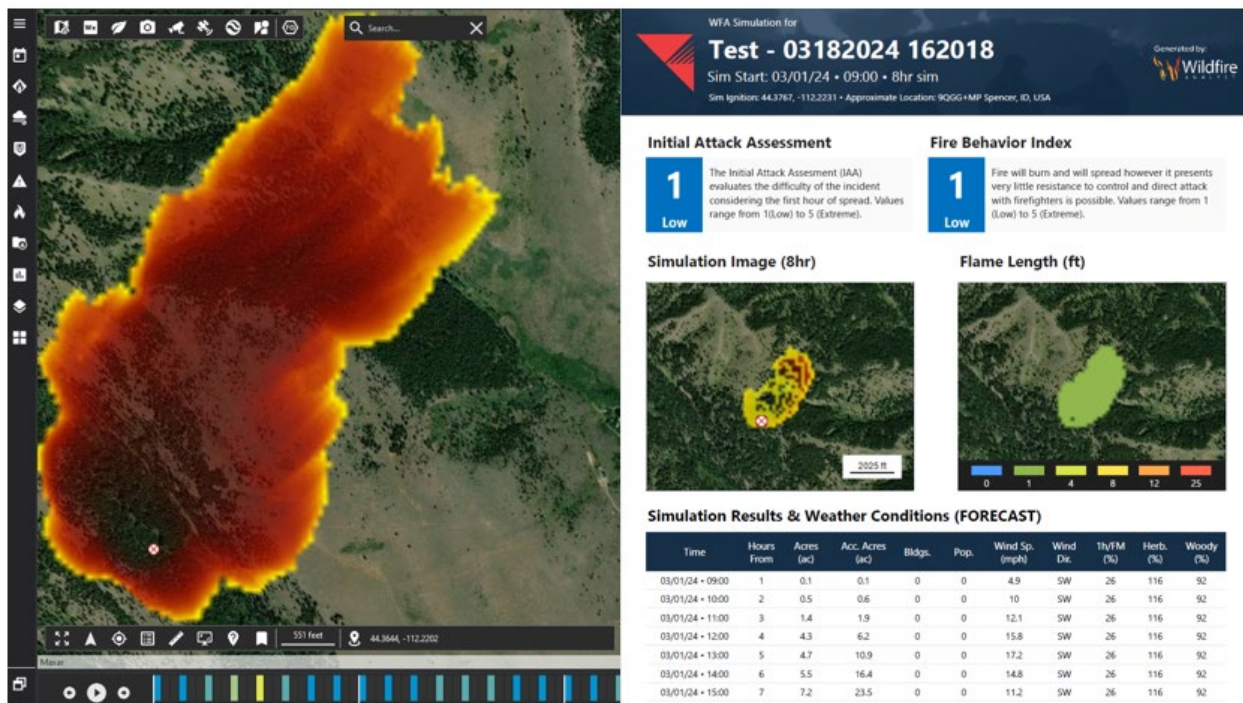 Search...
551 feet
44.3644, -112.2202
Maxar
WFA Simulation for
Test - 03182024 162018
Sim Start: 03/01/24 • 09:00 • 8hr sim
Sim Ignition: 44.3767, -112.2231 • Approximate Location: 9QGG+MP Spencer, ID, USA
Generated by:
Wildfire
ANALYST
Initial Attack Assessment
1
Low
The Initial Attack Assesment (IAA)
evaluates the difficulty of the incident
considering the first hour of spread. Values
range from 1(Low) to 5 (Extreme).
Fire Behavior Index
1
Low
Fire will burn and will spread however it presents
very little resistance to control and direct attack
with firefighters is possible. Values range from 1
(Low) to 5 (Extreme).
Simulation Image (8hr)
2025 ft
Flame Length (ft)
0 1 4 8 12 25
Simulation Results & Weather Conditions (FORECAST)
Time Hours From Acres (ac) Acc. Acres (ac) Bldgs. Pop. Wind Sp. (mph) Wind Dir. 1h/FM (%) Herb. (%) Woody (%)
03/01/24 • 09:00 1 0.1 0.1 0 0 4.9 SW 26 116 92
03/01/24 • 10:00 2 0.5 0.6 0 0 10 SW 26 116 92
03/01/24 • 11:00 3 1.4 1.9 0 0 12.1 SW 26 116 92
03/01/24 • 12:00 4 4.3 6.2 0 0 15.8 SW 26 116 92
03/01/24 • 13:00 5 4.7 10.9 0 0 17.2 SW 26 116 92
03/01/24 • 14:00 6 5.5 16.4 0 0 14.8 SW 26 116 92
03/01/24 • 15:00 7 7.2 23.5 0 0 11.2 SW 26 116 92